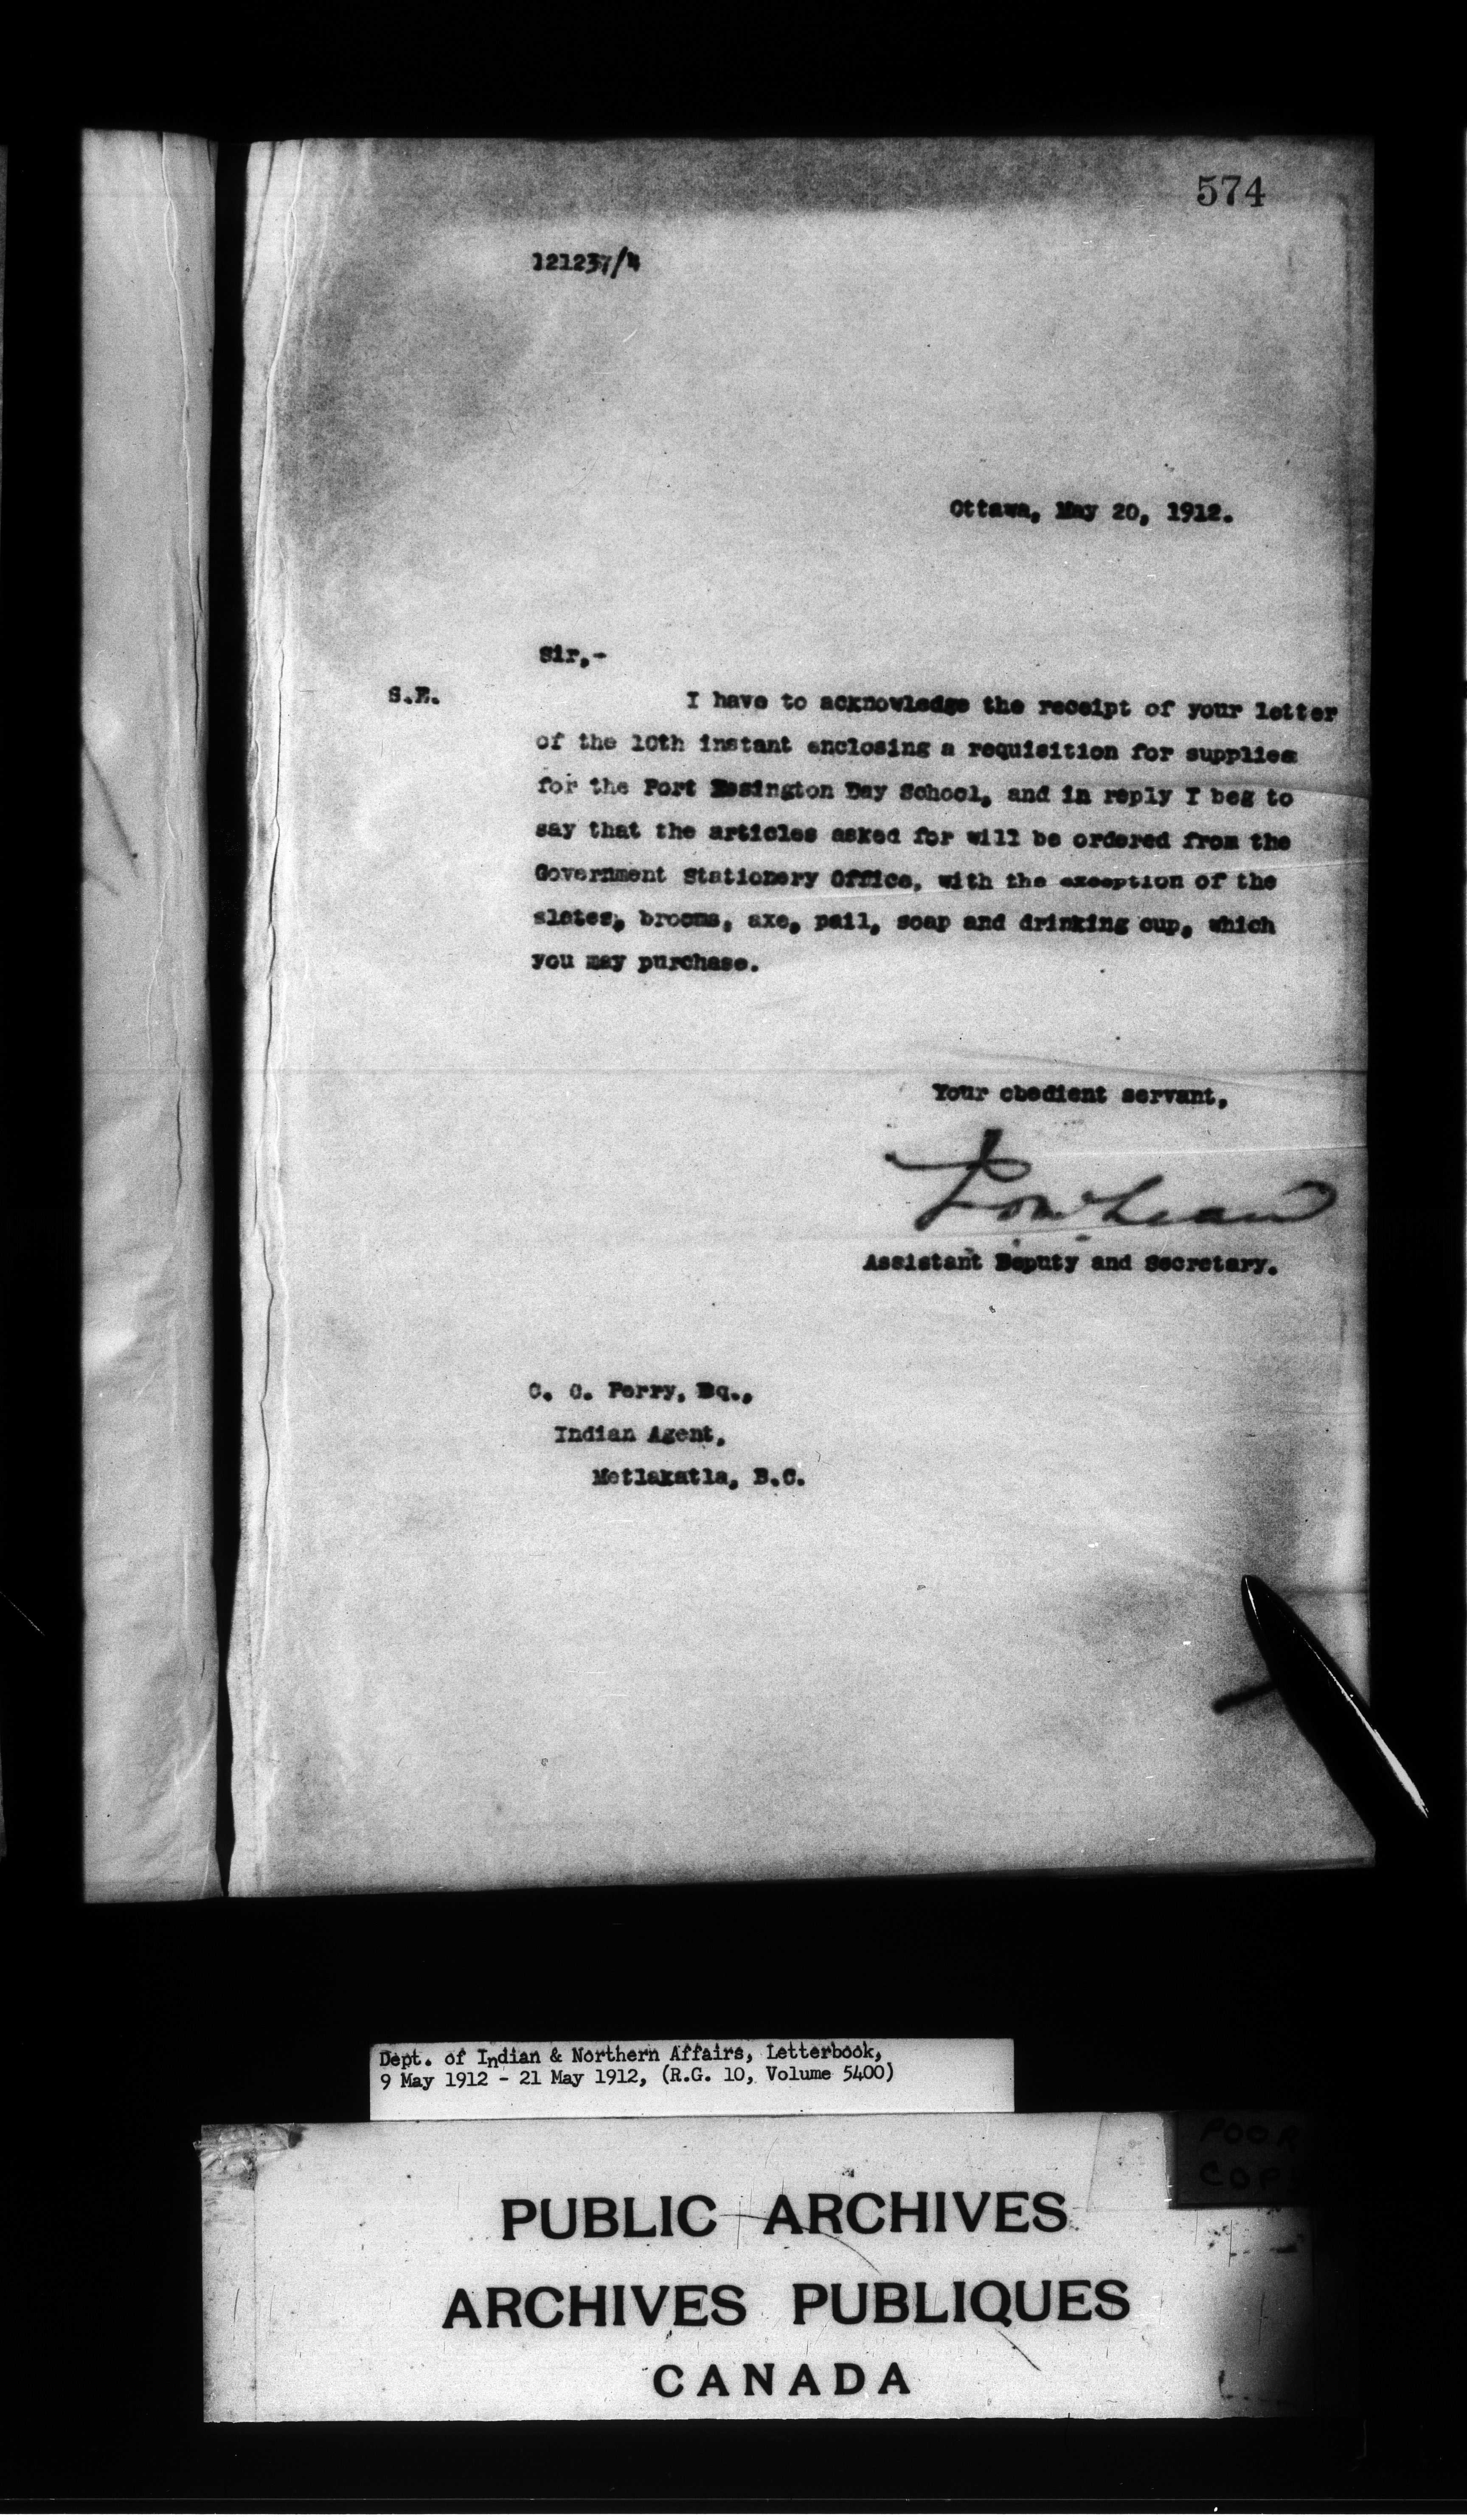 574
121237/4
Ottawa, May 20, 1912.
Sir,-
S.E.
I have to acknowledge the receipt of your letter
of the 10th instant enclosing a requisition for supplies
for the Port Essington Day School, and in reply I beg to
say that the articles asked for will be ordered from the
Government Stationery Office, with the exception of the
slates, brooms, axe, pail, soap and drinking cup, which
you may purchase.
Your obedient servant,
Assistant Deputy and Secretary.
C. C. Perry, Esq.,
Indian Agent,
Metlakatla, B.C.
Dept. of Indian & Northern Affairs, Letterbook,
9 May 1912 - 21 May 1912, (R.G. 10, Volume 5400)
POOR
COPY
PUBLIC ARCHIVES
ARCHIVES PUBLIQUES
CANADA